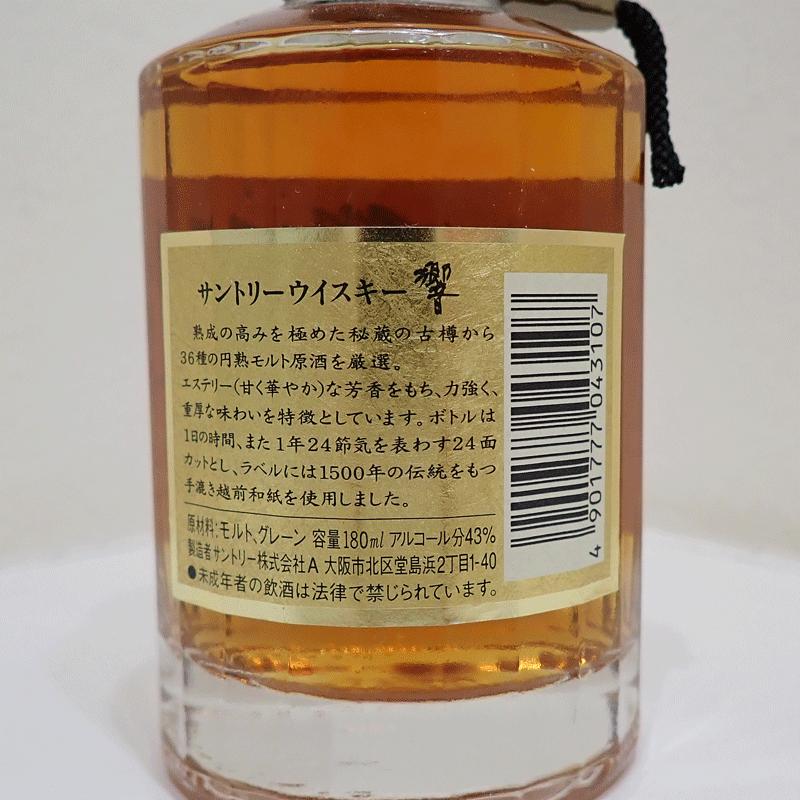 サントリーウイスキー響
熟成の高みを極めた秘蔵の古樽から
36種の円熟モルト原酒を厳選。
エステリー(甘く華やか)な芳香をもち、力強く、
重厚な味わいを特徴としています。ボトルは
1日の時間、また1年24節気を表わす24面
カットとし、ラベルには1500年の伝統をもつ
手漉き越前和紙を使用しました。
原材料:モルト、グレーン 容量180ml アルコール分43%
製造者サントリー株式会社A 大阪市北区堂島浜2丁目1-40
●未成年者の飲酒は法律で禁じられています。
4 901777 043107